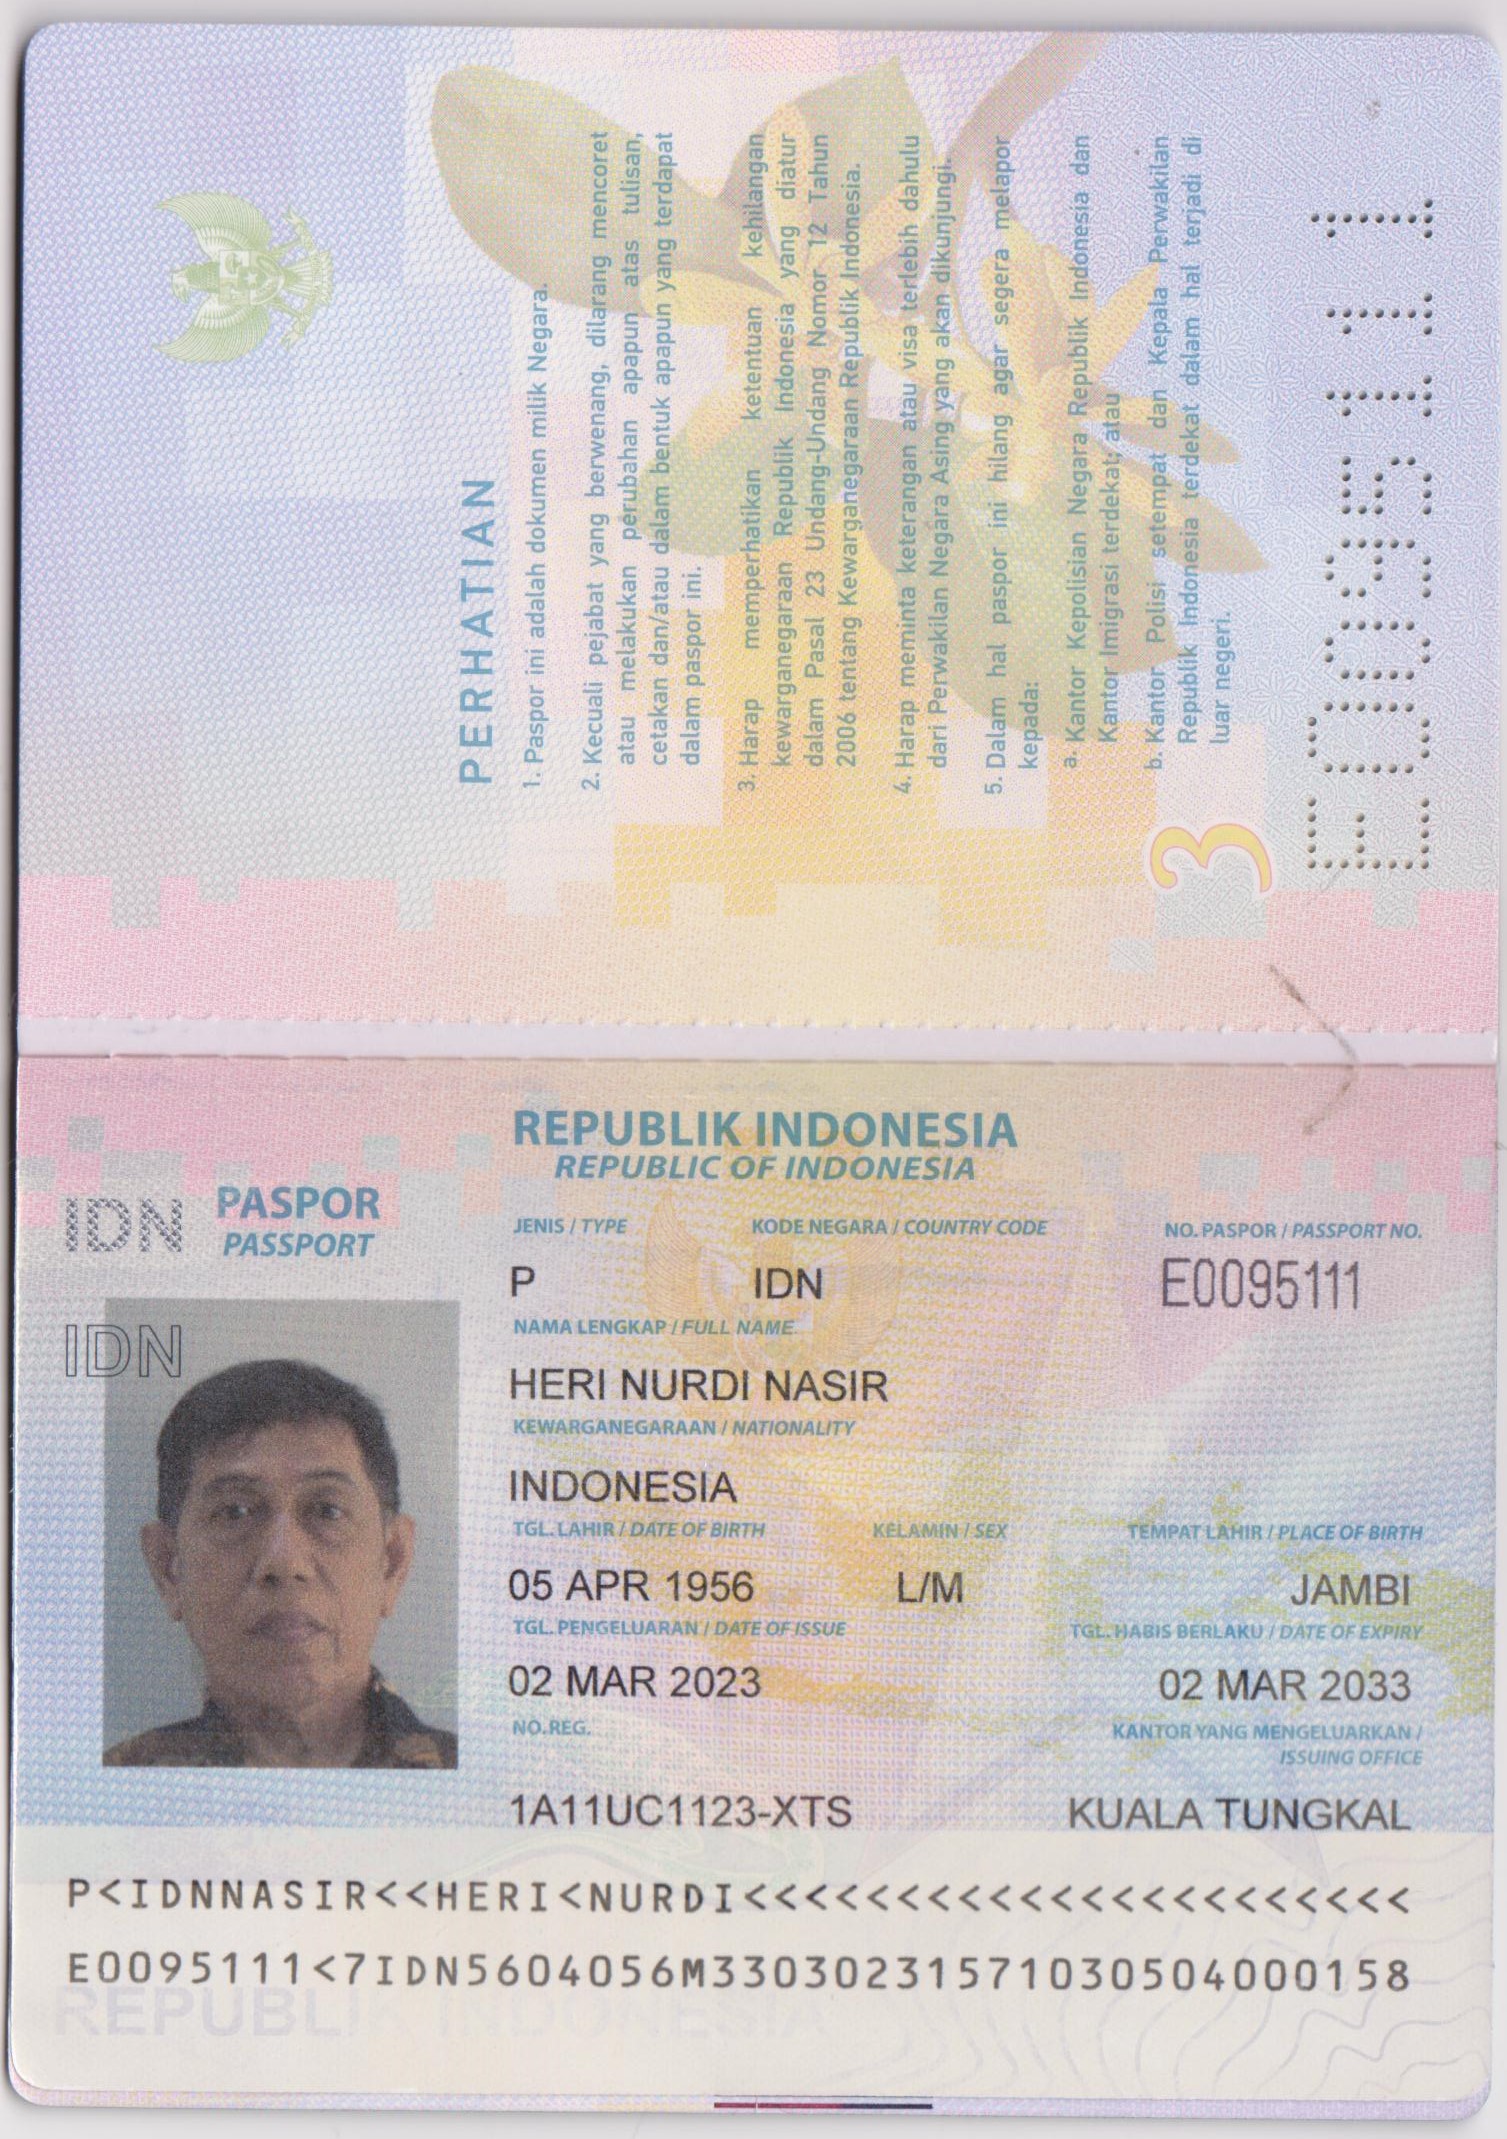 PERHATIAN
1. Paspor ini adalah dokumen milik Negara.
2. Kecuali pejabat yang berwenang, dilarang mencoret
atau melakukan perubahan apapun atas tulisan,
cetakan dan/atau dalam bentuk apapun yang terdapat
dalam paspor ini.
3. Harap memperhatikan ketentuan kehilangan
kewarganegaraan Republik Indonesia yang diatur
dalam Pasal 23 Undang-Undang Nomor 12 Tahun
2006 tentang Kewarganegaraan Republik Indonesia.
4. Harap meminta keterangan atau visa terlebih dahulu
dari Perwakilan Negara Asing yang akan dikunjungi.
5. Dalam hal paspor ini hilang agar segera melapor
kepada:
a. Kantor Kepolisian Negara Republik Indonesia dan
Kantor Imigrasi terdekat; atau
b. Kantor Polisi setempat dan Kepala Perwakilan
Republik Indonesia terdekat dalam hal terjadi di
luar negeri.
3
E0095111
REPUBLIK INDONESIA
REPUBLIC OF INDONESIA
IDN PASPOR
PASSPORT
IDN
JENIS / TYPE KODE NEGARA / COUNTRY CODE NO. PASPOR / PASSPORT NO.
P IDN E0095111
NAMA LENGKAP / FULL NAME
HERI NURDI NASIR
KEWARGANEGARAAN / NATIONALITY
INDONESIA
TGL. LAHIR / DATE OF BIRTH KELAMIN / SEX TEMPAT LAHIR / PLACE OF BIRTH
05 APR 1956 L/M JAMBI
TGL. PENGELUARAN / DATE OF ISSUE TGL. HABIS BERLAKU / DATE OF EXPIRY
02 MAR 2023 02 MAR 2033
NO.REG. KANTOR YANG MENGELUARKAN /
ISSUING OFFICE
1A11UC1123-XTS KUALA TUNGKAL
P<IDNNASIR<<HERI<NURDI<<<<<<<<<<<<<<<<<<<<<<
E0095111<7IDN5604056M3303023157103050400015​8
REPUBLIK INDONESIA